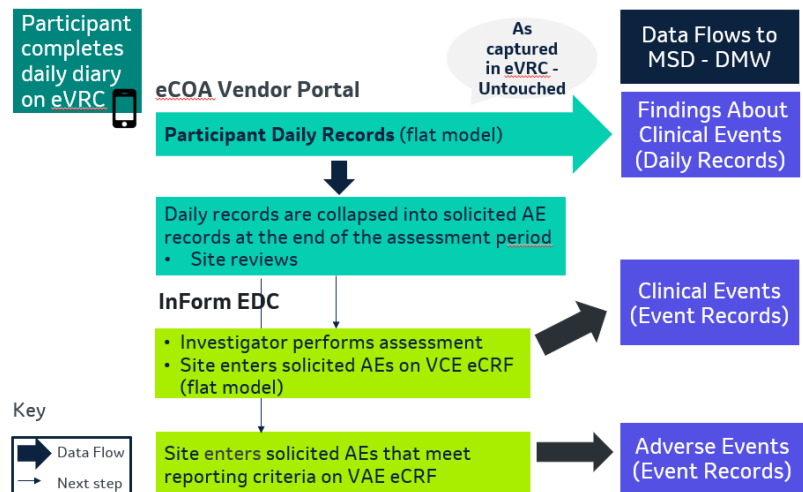 Participant
completes
daily diary
on eVRC
eCOA Vendor Portal
As
captured
in eVRC -
Untouched
Data Flows to
MSD - DMW
Participant Daily Records (flat model)
Findings About
Clinical Events
(Daily Records)
Daily records are collapsed into solicited AE
records at the end of the assessment period
• Site reviews
InForm EDC
• Investigator performs assessment
• Site enters solicited AEs on VCE eCRF
(flat model)
Clinical Events
(Event Records)
Key
Data Flow
Next step
Site enters solicited AEs that meet
reporting criteria on VAE eCRF
Adverse Events
(Event Records)